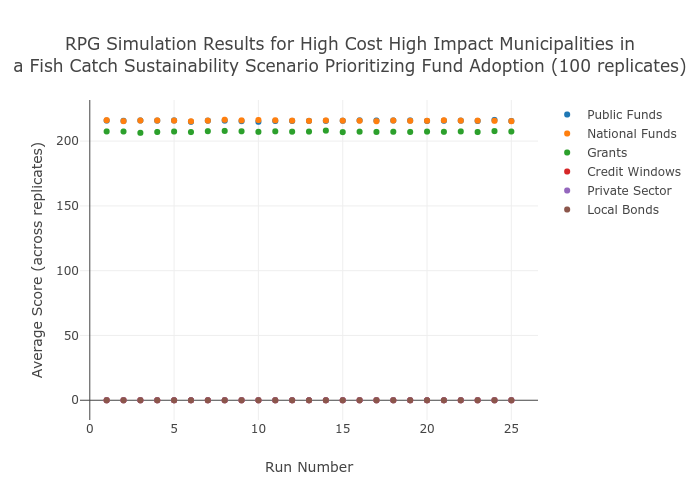 RPG Simulation Results for High Cost High Impact Municipalities in
a Fish Catch Sustainability Scenario Prioritizing Fund Adoption (100 replicates)
Public Funds
National Funds
Grants
Credit Windows
Private Sector
Local Bonds
Average Score (across replicates)
200
150
100
50
0
0
5
10
15
20
25
Run Number